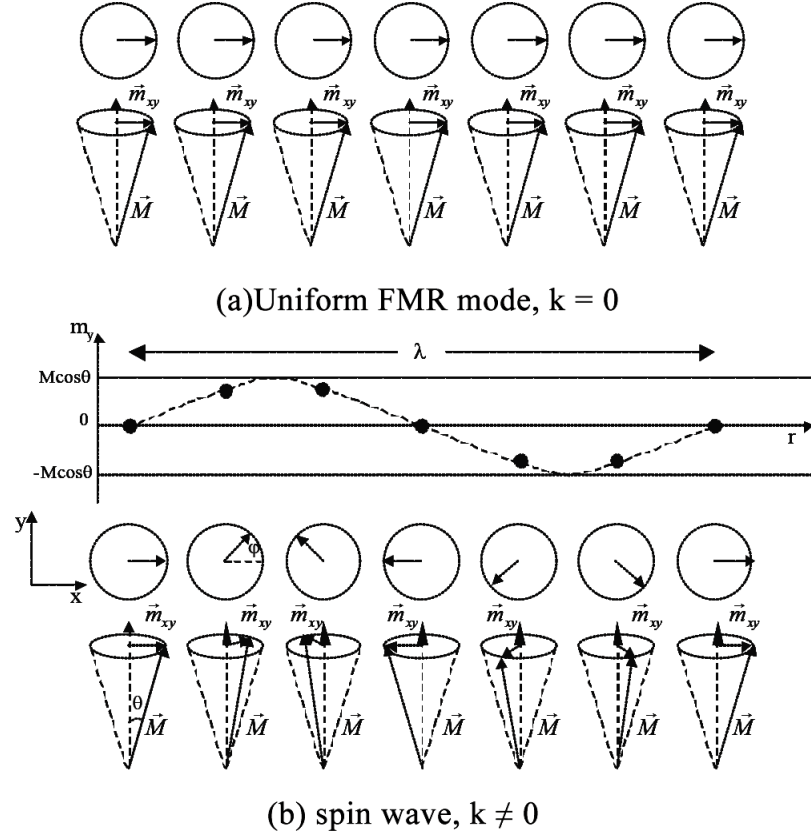 m⃗xy m⃗xy m⃗xy m⃗xy m⃗xy m⃗xy m⃗xy
M⃗ M⃗ M⃗ M⃗ M⃗ M⃗ M⃗
(a)Uniform FMR mode, k = 0
my
λ
Mcosθ
0
r
-Mcosθ
y
φ
x
m⃗xy m⃗xy m⃗xy m⃗xy m⃗xy m⃗xy m⃗xy
θ
M⃗ M⃗ M⃗ M⃗ M⃗ M⃗ M⃗
(b) spin wave, k ≠ 0